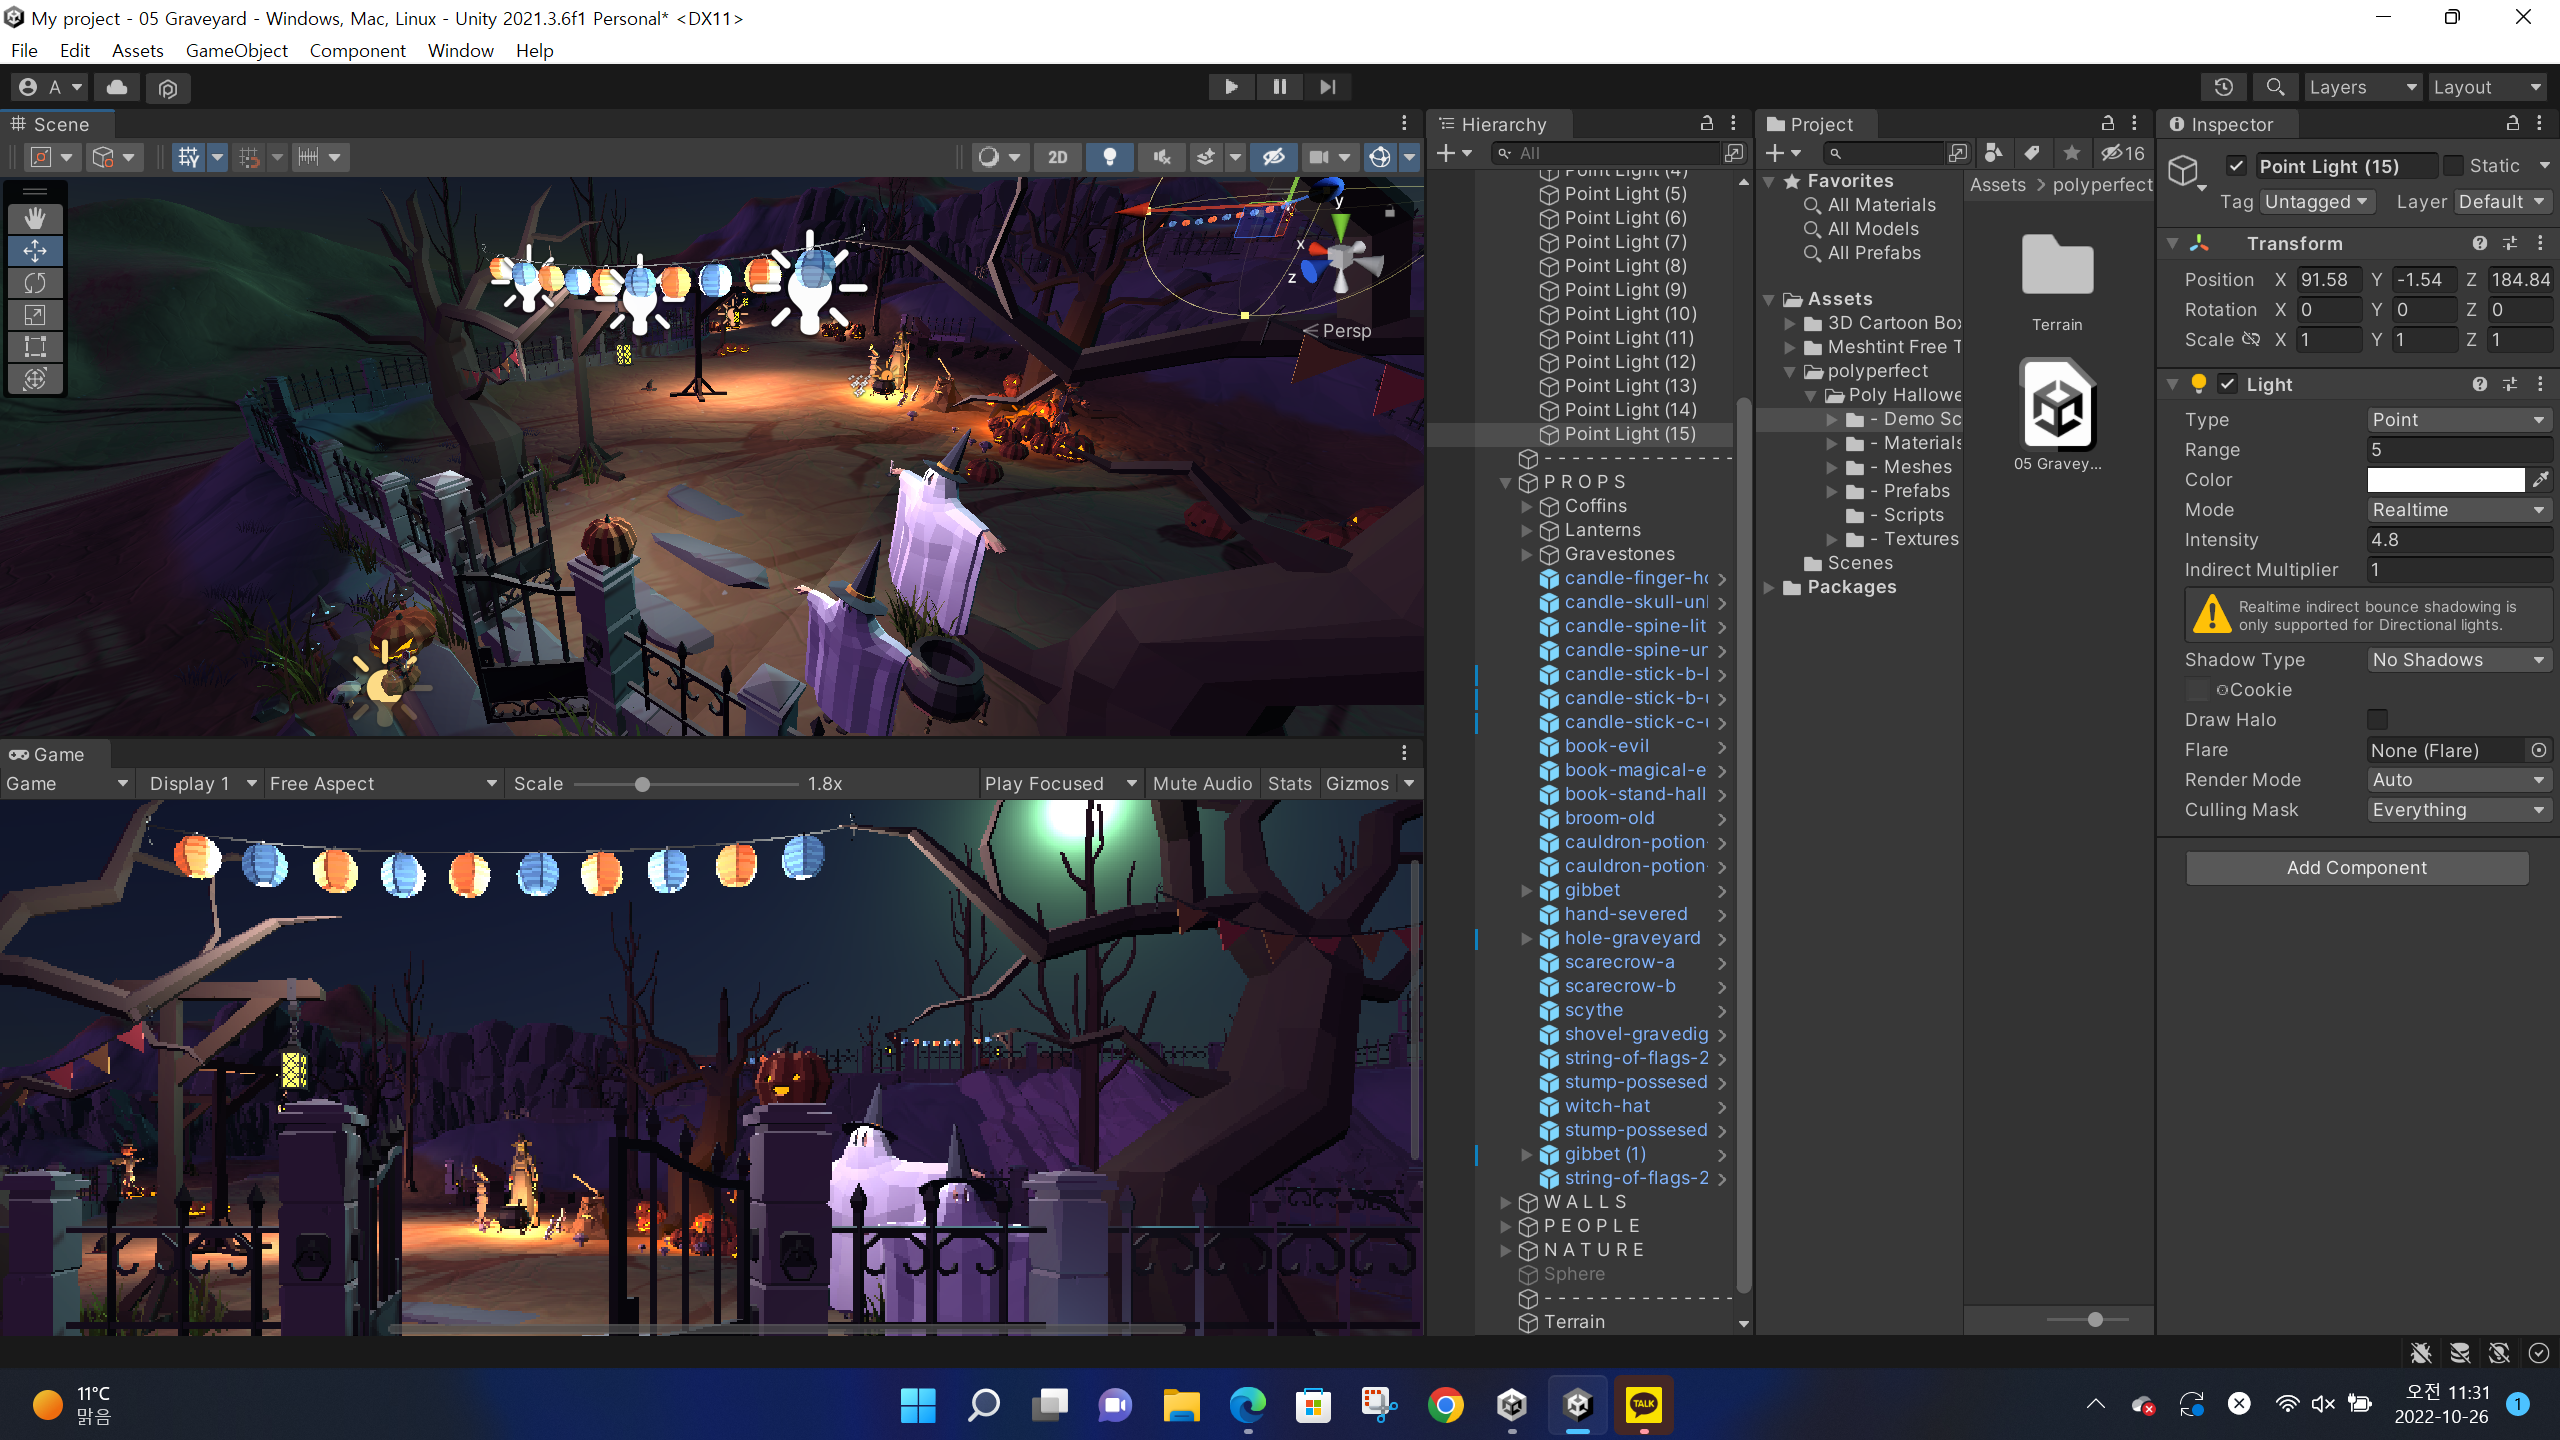 My project - 05 Graveyard - Windows, Mac, Linux - Unity 2021.3.6f1 Personal* <DX11>
File Edit Assets GameObject Component Window Help
A
Layers Layout
Scene
2D
y
x
z
Persp
Game
Game Display 1 Free Aspect Scale 1.8x Play Focused Mute Audio Stats Gizmos
Hierarchy
All
Point Light (4)
Point Light (5)
Point Light (6)
Point Light (7)
Point Light (8)
Point Light (9)
Point Light (10)
Point Light (11)
Point Light (12)
Point Light (13)
Point Light (14)
Point Light (15)
- - - - - - - - - - - - - -
P R O P S
Coffins
Lanterns
Gravestones
candle-finger-ho
candle-skull-unl
candle-spine-lit
candle-spine-un
candle-stick-b-l
candle-stick-b-u
candle-stick-c-u
book-evil
book-magical-e
book-stand-hall
broom-old
cauldron-potion
cauldron-potion
gibbet
hand-severed
hole-graveyard
scarecrow-a
scarecrow-b
scythe
shovel-gravedig
string-of-flags-2
stump-possesed
witch-hat
stump-possesed
gibbet (1)
string-of-flags-2
W A L L S
P E O P L E
N A T U R E
Sphere
- - - - - - - - - - - - - -
Terrain
Project
16
Favorites
All Materials
All Models
All Prefabs
Assets
3D Cartoon Box
Meshtint Free T
polyperfect
Poly Hallowe
- Demo Sc
- Materials
- Meshes
- Prefabs
- Scripts
- Textures
Scenes
Packages
Assets > polyperfect
Terrain
05 Gravey...
Inspector
Point Light (15) Static
Tag Untagged Layer Default
Transform
Position X 91.58 Y -1.54 Z 184.84
Rotation X 0 Y 0 Z 0
Scale X 1 Y 1 Z 1
Light
Type Point
Range 5
Color
Mode Realtime
Intensity 4.8
Indirect Multiplier 1
Realtime indirect bounce shadowing is
only supported for Directional lights.
Shadow Type No Shadows
Cookie
Draw Halo
Flare None (Flare)
Render Mode Auto
Culling Mask Everything
Add Component
11°C
맑음
TALK
오전 11:31
2022-10-26
1